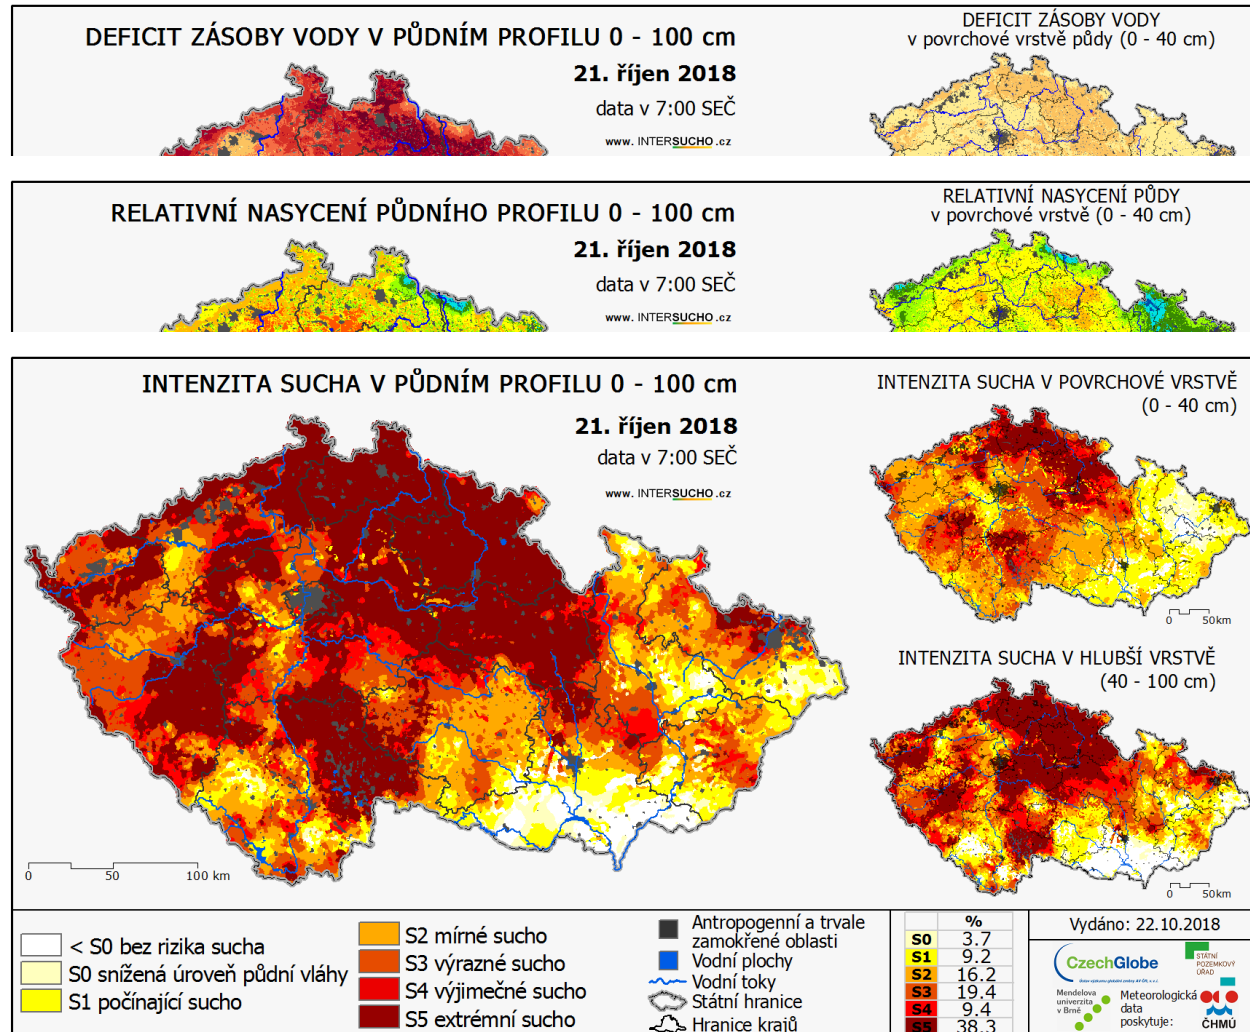 DEFICIT ZÁSOBY VODY V PŮDNÍM PROFILU 0 - 100 cm
21. říjen 2018
data v 7:00 SEČ
www. INTERSUCHO.cz
DEFICIT ZÁSOBY VODY
v povrchové vrstvě půdy (0 - 40 cm)
RELATIVNÍ NASYCENÍ PŮDNÍHO PROFILU 0 - 100 cm
21. říjen 2018
data v 7:00 SEČ
www. INTERSUCHO.cz
RELATIVNÍ NASYCENÍ PŮDY
v povrchové vrstvě (0 - 40 cm)
INTENZITA SUCHA V PŮDNÍM PROFILU 0 - 100 cm
21. říjen 2018
data v 7:00 SEČ
www. INTERSUCHO.cz
0 50 100 km
INTENZITA SUCHA V POVRCHOVÉ VRSTVĚ
(0 - 40 cm)
0 50km
INTENZITA SUCHA V HLUBŠÍ VRSTVĚ
(40 - 100 cm)
0 50km
< S0 bez rizika sucha
S0 snížená úroveň půdní vláhy
S1 počínající sucho
S2 mírné sucho
S3 výrazné sucho
S4 výjimečné sucho
S5 extrémní sucho
Antropogenní a trvale
zamokřené oblasti
Vodní plochy
Vodní toky
Státní hranice
Hranice krajů
%
S0 3.7
S1 9.2
S2 16.2
S3 19.4
S4 9.4
S5 38.3
Vydáno: 22.10.2018
CzechGlobe
STÁTNÍ
POZEMKOVÝ
ÚŘAD
Mendelova
univerzita
v Brně
Meteorologická
data
poskytuje:
ČHMÚ